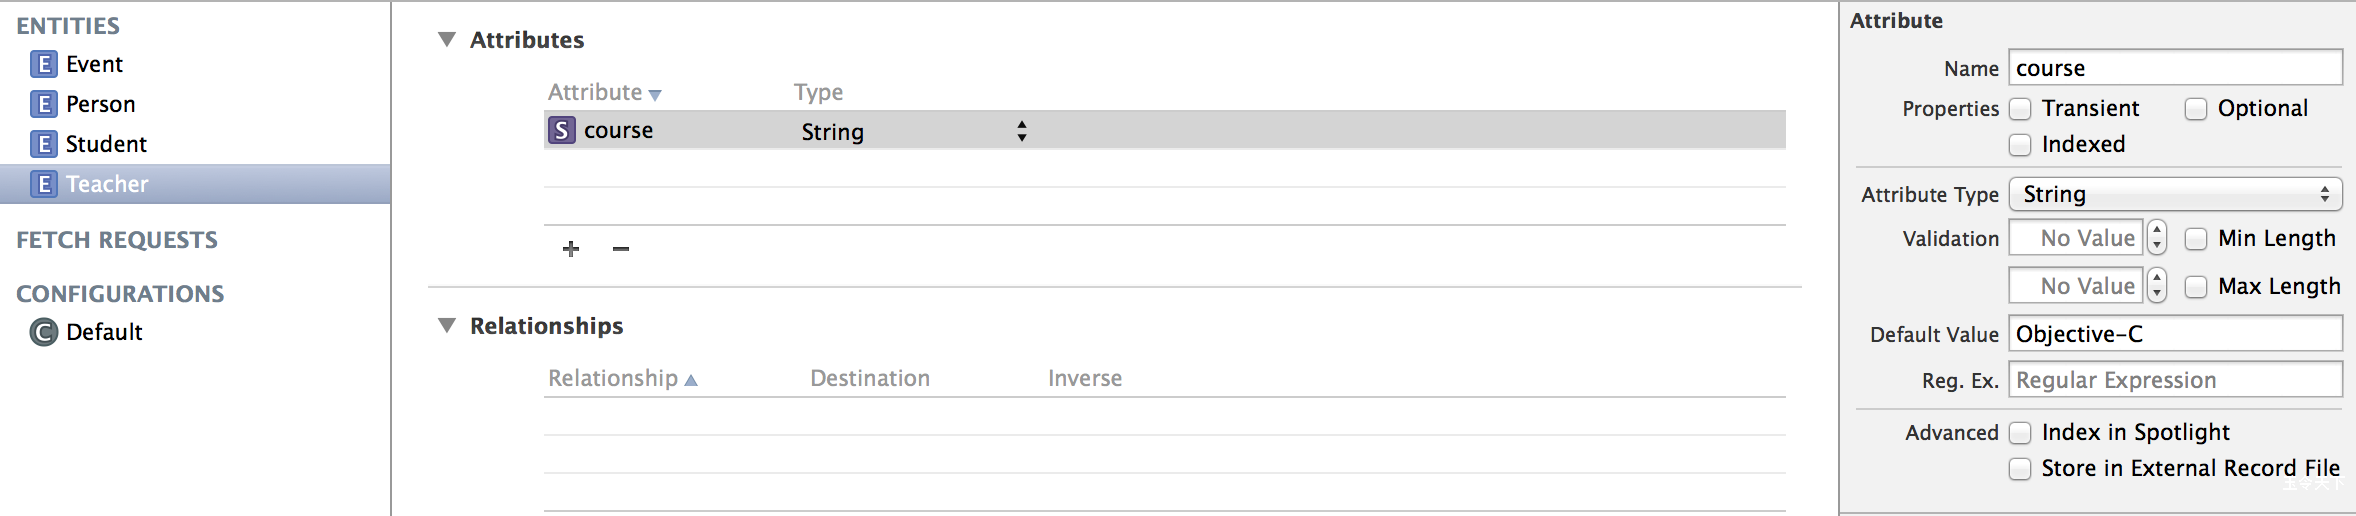 ENTITIES
E Event
E Person
E Student
E Teacher
FETCH REQUESTS
CONFIGURATIONS
C Default
Attributes
Attribute Type
S course String
+ −
Relationships
Relationship Destination Inverse
Attribute
Name course
Properties Transient Optional
Indexed
Attribute Type String
Validation No Value Min Length
No Value Max Length
Default Value Objective-C
Reg. Ex. Regular Expression
Advanced Index in Spotlight
Store in External Record File